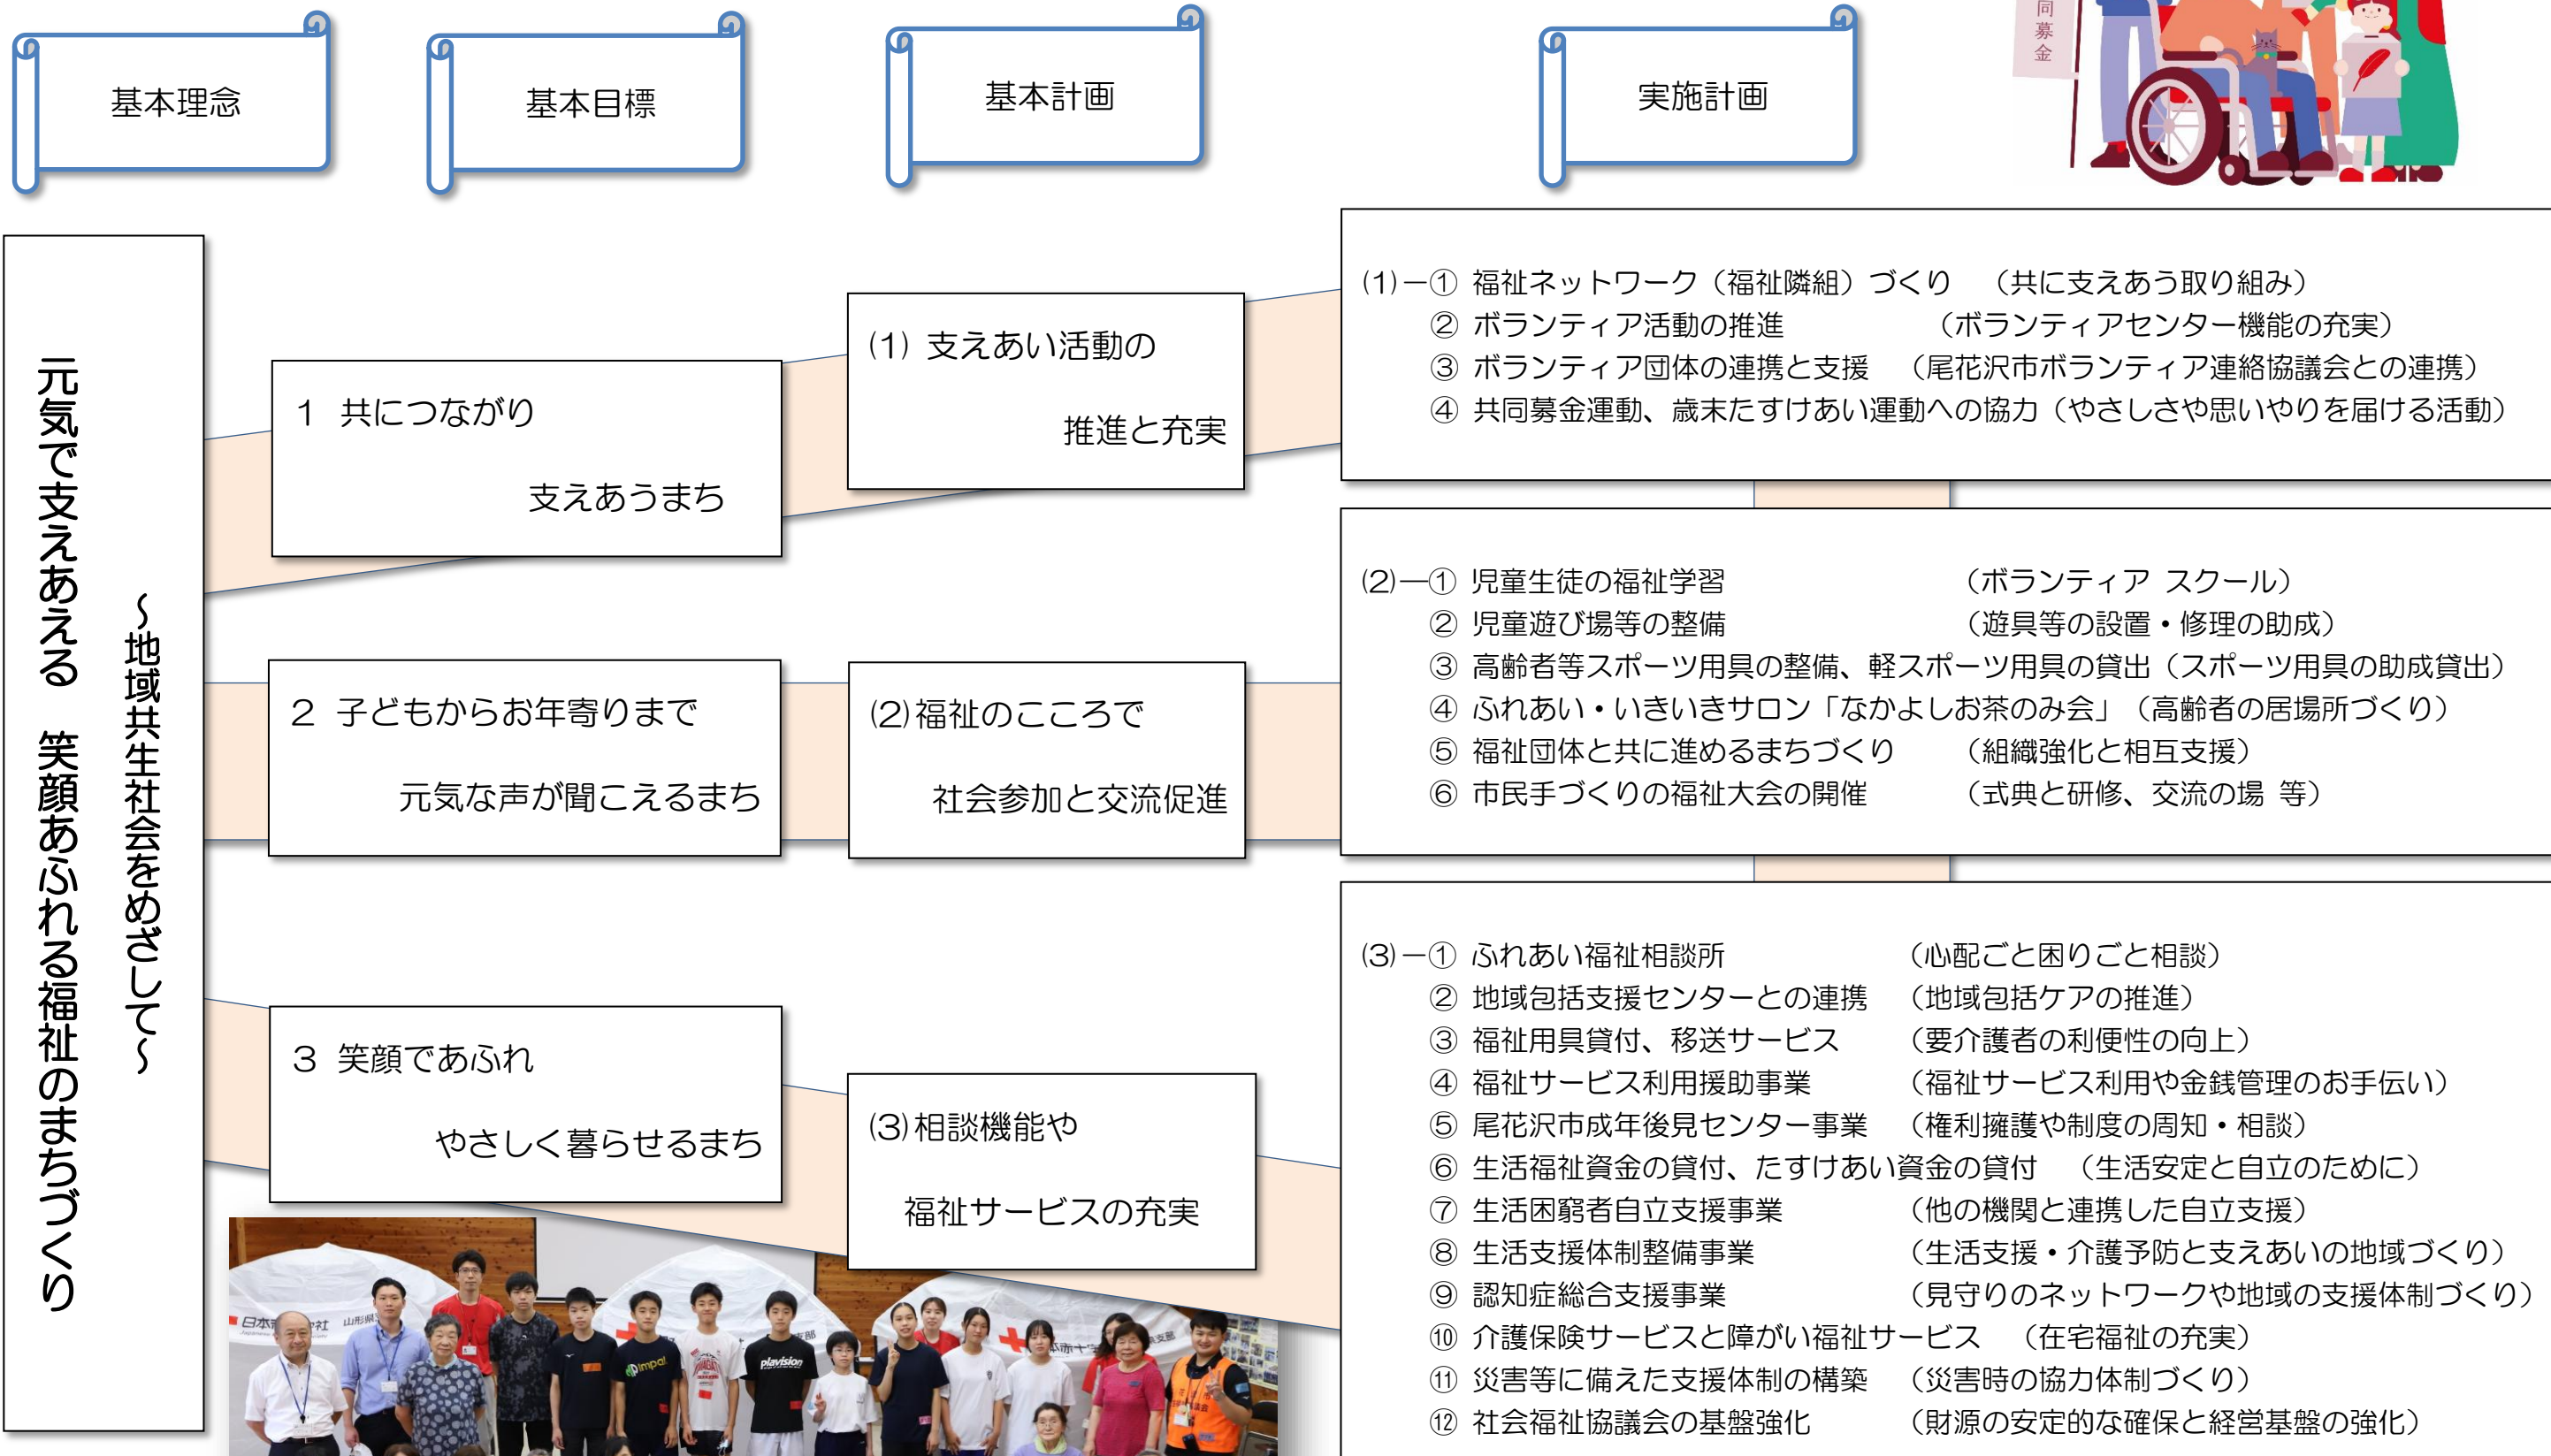 同募金
基本理念
基本目標
基本計画
実施計画
元気で支えあえる 笑顔あふれる福祉のまちづくり
～地域共生社会をめざして～
1 共につながり
支えあうまち
(1) 支えあい活動の
推進と充実
(1)－① 福祉ネットワーク（福祉隣組）づくり （共に支えあう取り組み）
② ボランティア活動の推進 （ボランティアセンター機能の充実）
③ ボランティア団体の連携と支援 （尾花沢市ボランティア連絡協議会との連携）
④ 共同募金運動、歳末たすけあい運動への協力（やさしさや思いやりを届ける活動）
2 子どもからお年寄りまで
元気な声が聞こえるまち
(2)福祉のこころで
社会参加と交流促進
(2)―① 児童生徒の福祉学習 （ボランティア スクール）
② 児童遊び場等の整備 （遊具等の設置・修理の助成）
③ 高齢者等スポーツ用具の整備、軽スポーツ用具の貸出（スポーツ用具の助成貸出）
④ ふれあい・いきいきサロン「なかよしお茶のみ会」（高齢者の居場所づくり）
⑤ 福祉団体と共に進めるまちづくり （組織強化と相互支援）
⑥ 市民手づくりの福祉大会の開催 （式典と研修、交流の場 等）
3 笑顔であふれ
やさしく暮らせるまち
(3)相談機能や
福祉サービスの充実
(3)－① ふれあい福祉相談所 （心配ごと困りごと相談）
② 地域包括支援センターとの連携 （地域包括ケアの推進）
③ 福祉用具貸付、移送サービス （要介護者の利便性の向上）
④ 福祉サービス利用援助事業 （福祉サービス利用や金銭管理のお手伝い）
⑤ 尾花沢市成年後見センター事業 （権利擁護や制度の周知・相談）
⑥ 生活福祉資金の貸付、たすけあい資金の貸付 （生活安定と自立のために）
⑦ 生活困窮者自立支援事業 （他の機関と連携した自立支援）
⑧ 生活支援体制整備事業 （生活支援・介護予防と支えあいの地域づくり）
⑨ 認知症総合支援事業 （見守りのネットワークや地域の支援体制づくり）
⑩ 介護保険サービスと障がい福祉サービス （在宅福祉の充実）
⑪ 災害等に備えた支援体制の構築 （災害時の協力体制づくり）
⑫ 社会福祉協議会の基盤強化 （財源の安定的な確保と経営基盤の強化）
日本 社 山形県
impal
plavision